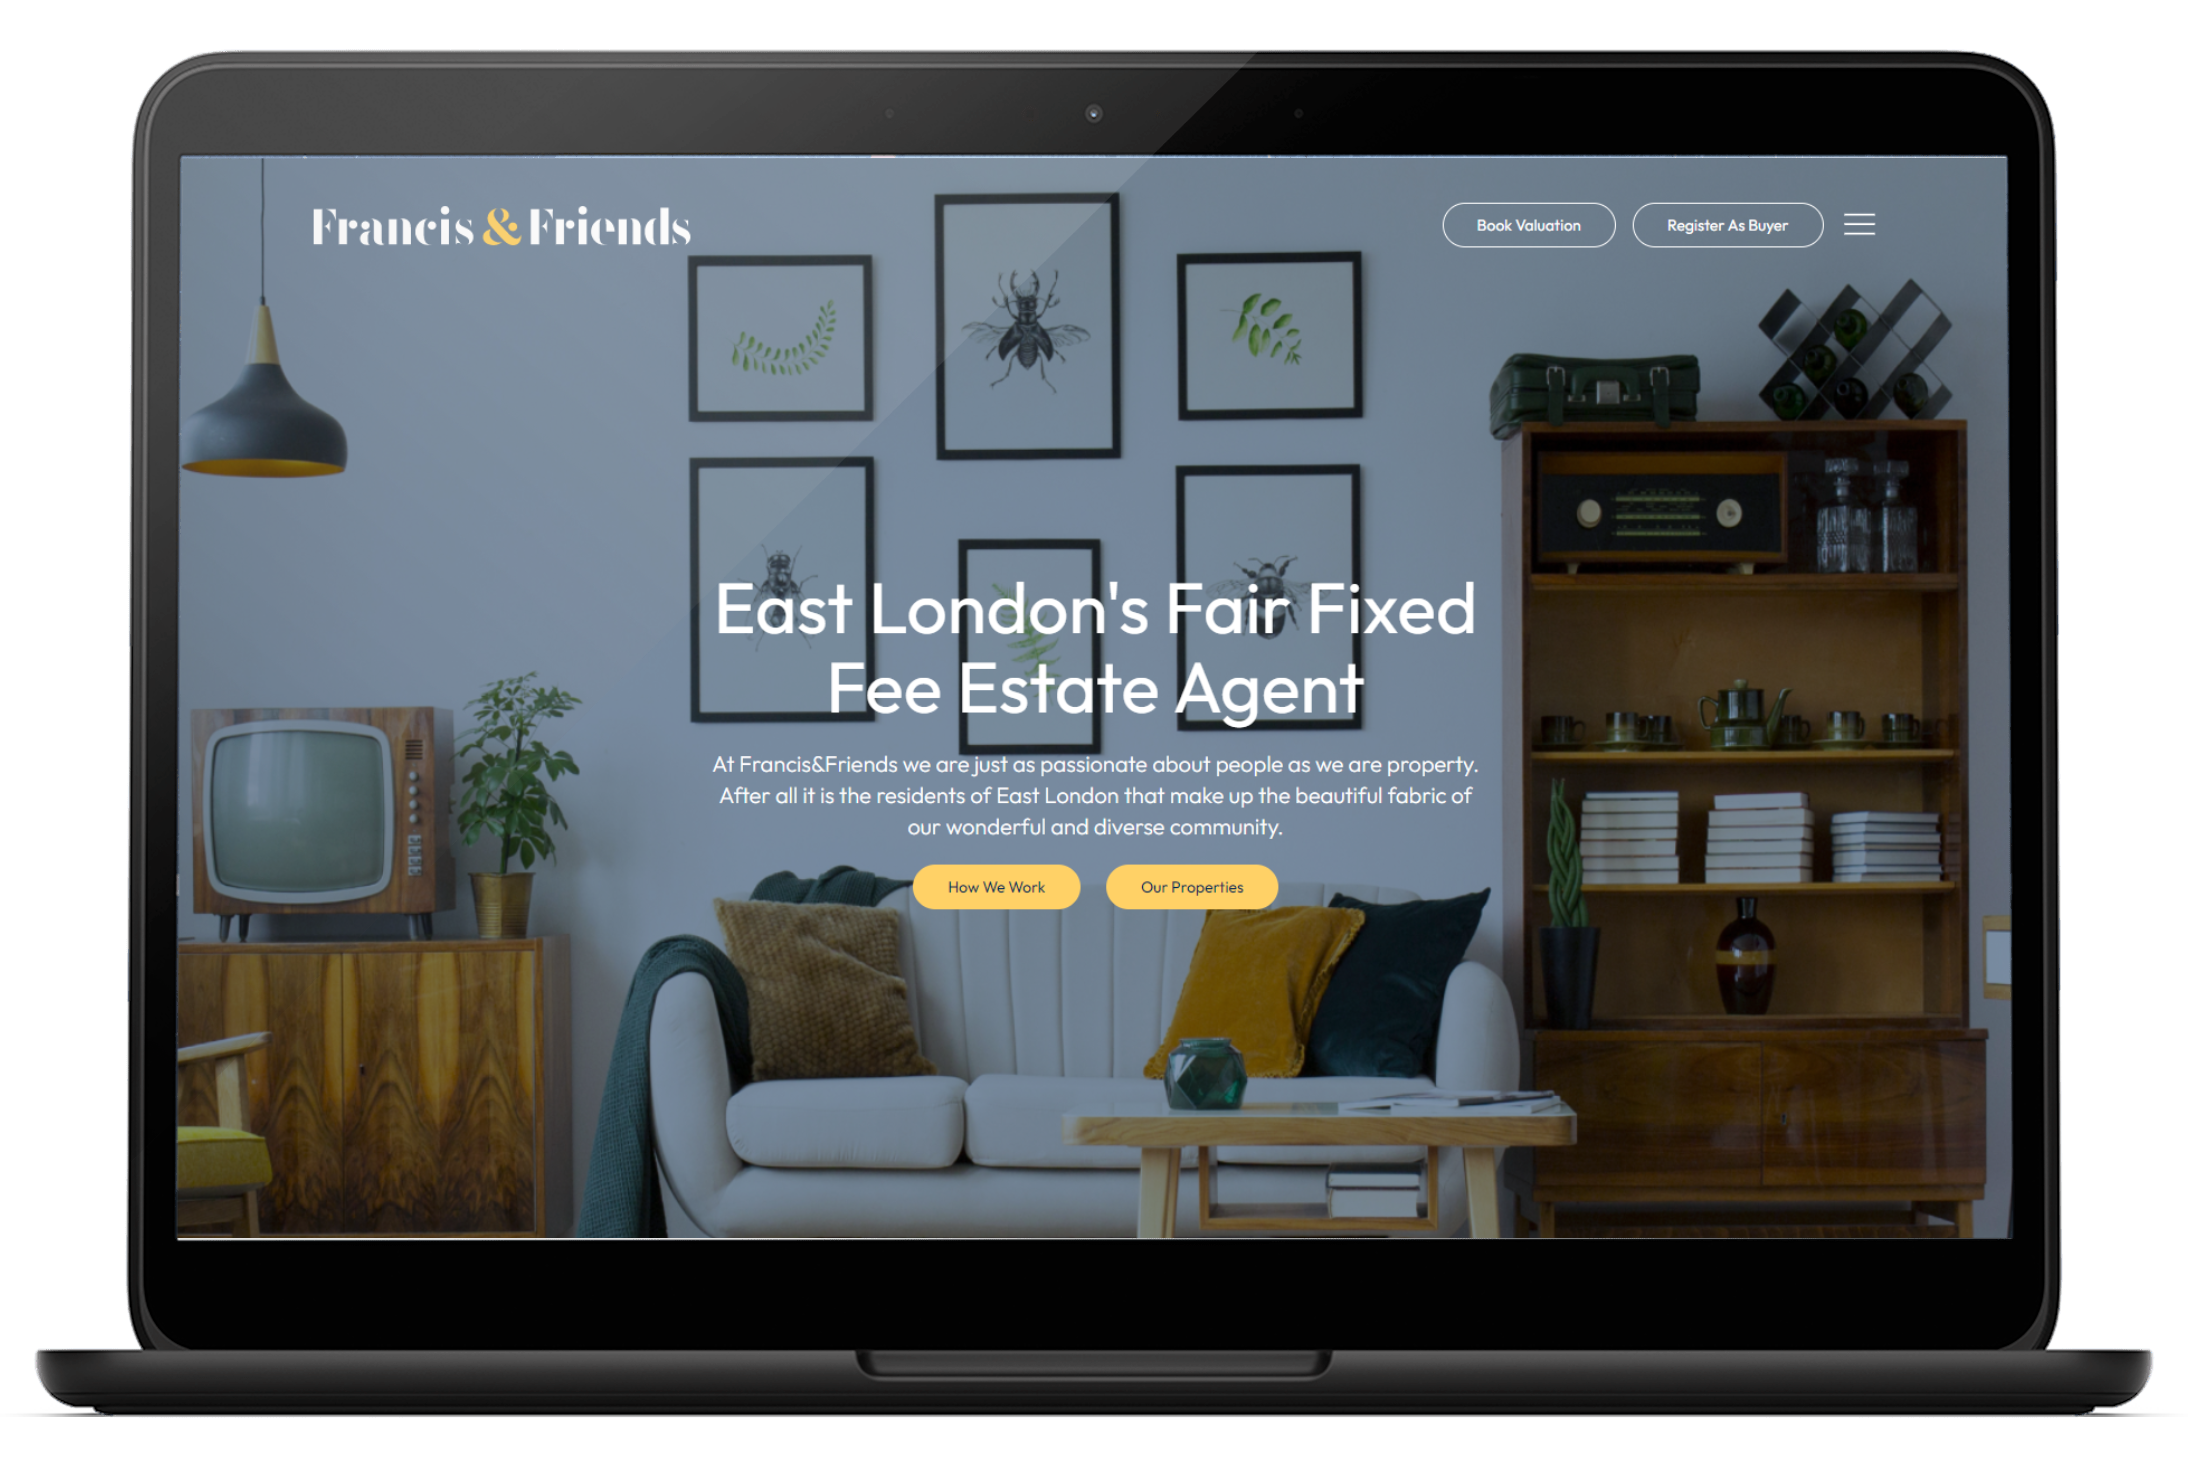 Francis & Friends
Book Valuation
Register As Buyer
East London's Fair Fixed
Fee Estate Agent
At Francis&Friends we are just as passionate about people as we are property.
After all it is the residents of East London that make up the beautiful fabric of
our wonderful and diverse community.
How We Work
Our Properties